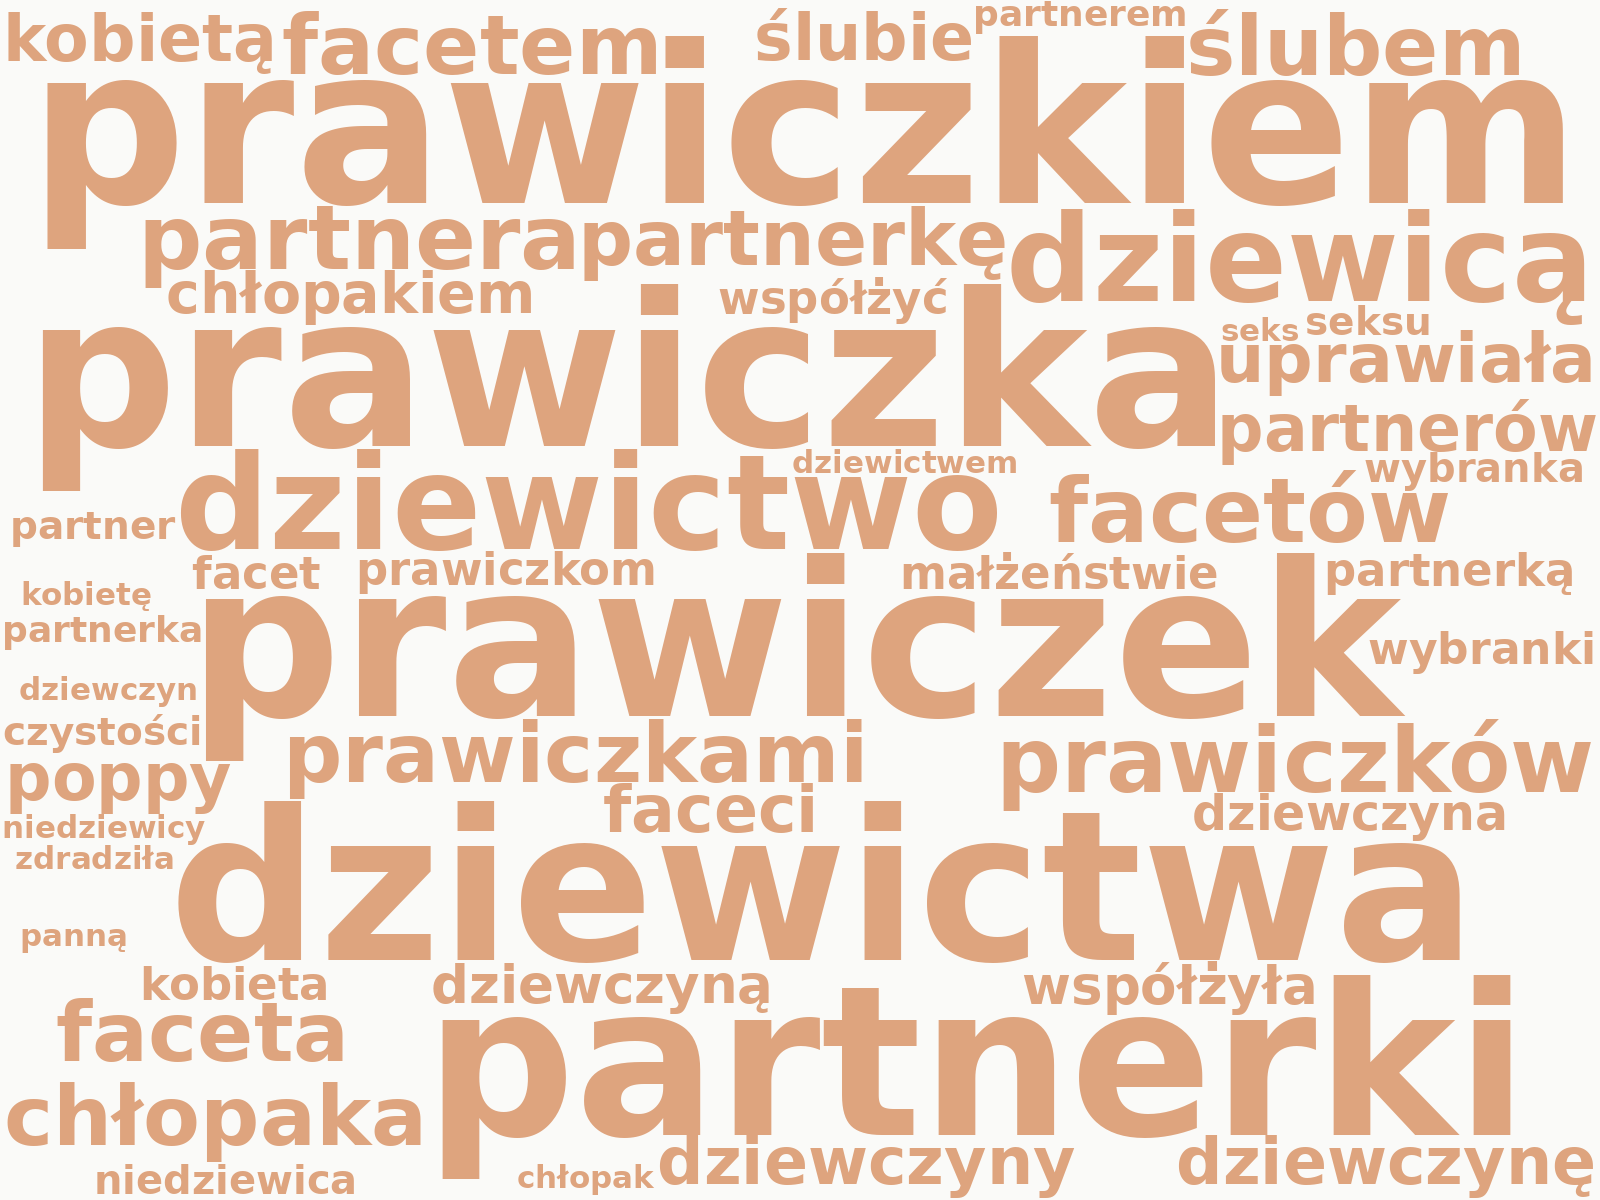 kobietą facetem ślubie partnerem ślubem
prawiczkiem
partnera partnerkę dziewicą
chłopakiem współżyć
seks seksu
prawiczka uprawiała
partnerów
dziewictwem wybranka
partner dziewictwo facetów
facet prawiczkom małżeństwie partnerką
kobietę
partnerka prawiczek wybranki
dziewczyn
czystości
poppy prawiczkami prawiczków
faceci dziewczyna
niedziewicy
zdradziła dziewictwa
panną
kobieta dziewczyną współżyła
faceta partnerki
chłopaka
niedziewica chłopak dziewczyny dziewczynę